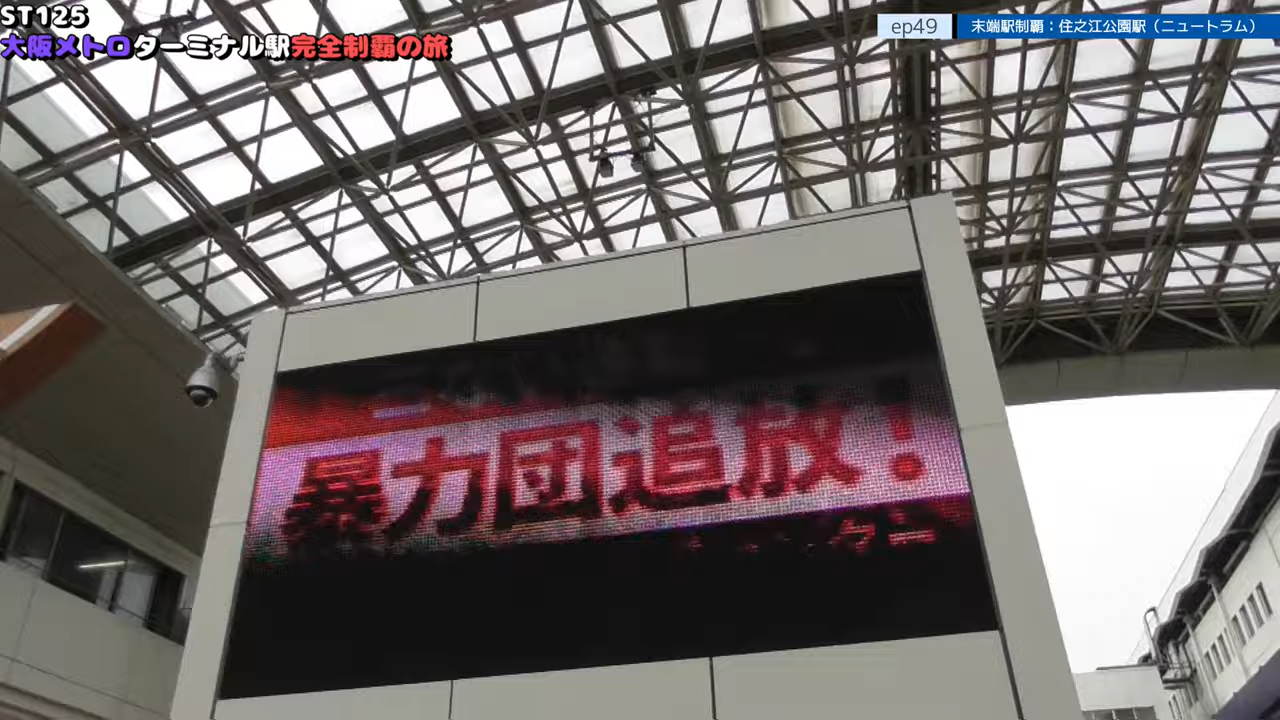 ST125
大阪メトロターミナル駅完全制覇の旅
ep49
末端駅制覇：住之江公園駅（ニュートラム）
暴力団追放！